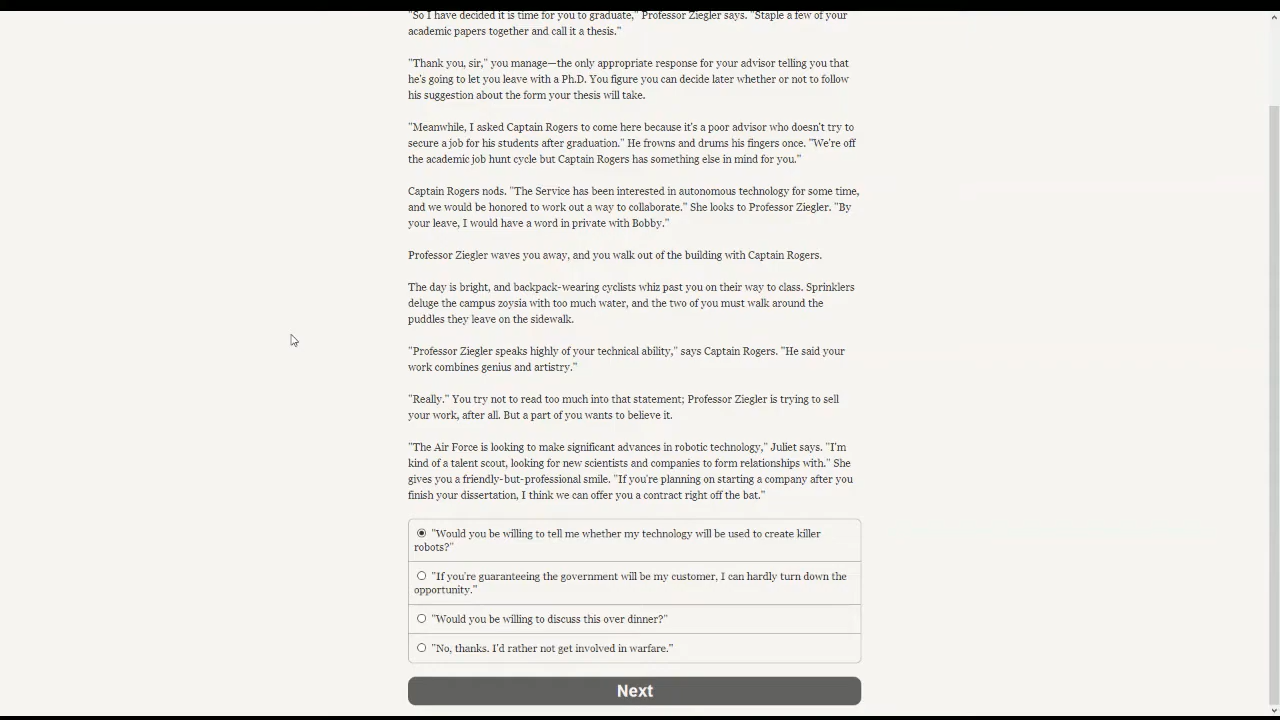 "So I have decided it is time for you to graduate," Professor Ziegler says. "Staple a few of your
academic papers together and call it a thesis."
"Thank you, sir," you manage—the only appropriate response for your advisor telling you that
he's going to let you leave with a Ph.D. You figure you can decide later whether or not to follow
his suggestion about the form your thesis will take.
"Meanwhile, I asked Captain Rogers to come here because it's a poor advisor who doesn't try to
secure a job for his students after graduation." He frowns and drums his fingers once. "We're off
the academic job hunt cycle but Captain Rogers has something else in mind for you."
Captain Rogers nods. "The Service has been interested in autonomous technology for some time,
and we would be honored to work out a way to collaborate." She looks to Professor Ziegler. "By
your leave, I would have a word in private with Bobby."
Professor Ziegler waves you away, and you walk out of the building with Captain Rogers.
The day is bright, and backpack-wearing cyclists whiz past you on their way to class. Sprinklers
deluge the campus zoysia with too much water, and the two of you must walk around the
puddles they leave on the sidewalk.
"Professor Ziegler speaks highly of your technical ability," says Captain Rogers. "He said your
work combines genius and artistry."
"Really." You try not to read too much into that statement; Professor Ziegler is trying to sell
your work, after all. But a part of you wants to believe it.
"The Air Force is looking to make significant advances in robotic technology," Juliet says. "I'm
kind of a talent scout, looking for new scientists and companies to form relationships with." She
gives you a friendly-but-professional smile. "If you're planning on starting a company after you
finish your dissertation, I think we can offer you a contract right off the bat."
"Would you be willing to tell me whether my technology will be used to create killer
robots?"
"If you're guaranteeing the government will be my customer, I can hardly turn down the
opportunity."
"Would you be willing to discuss this over dinner?"
"No, thanks. I'd rather not get involved in warfare."
Next